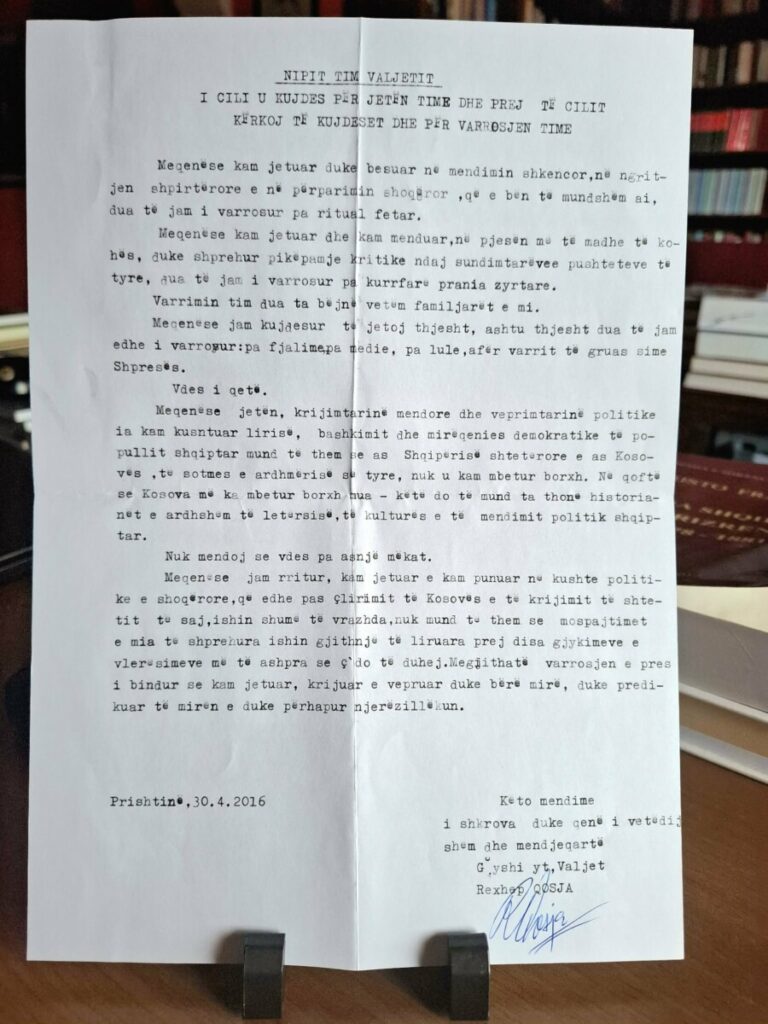 NIPIT TIM VALJETIT
I CILI U KUJDES PËR JETËN TIME DHE PREJ TË CILIT
KËRKOJ TË KUJDESET DHE PËR VARROSJEN TIME
Meqenëse kam jetuar duke besuar në mendimin shkencor,në ngrit-
jen shpirtërore e në përparimin shoqëror ,që e bën të mundshëm ai,
dua të jam i varrosur pa ritual fetar.
Meqenëse kam jetuar dhe kam menduar,në pjesën më të madhe të ko-
hës, duke shprehur pikëpamje kritike ndaj sundimtarëvee pushteteve të
tyre, dua të jam i varrosur pa kurrfarë prania zyrtare.
Varrimin tim dua ta bëjnë vetëm familjarët e mi.
Meqenëse jam kujdesur të jetoj thjesht, ashtu thjesht dua të jam
edhe i varrosur:pa fjalime,pa medie, pa lule,afër varrit të gruas sime
Shpresës.
Vdes i qetë.
Meqenëse jetën, krijimtarinë mendore dhe veprimtarinë politike
ia kam kushtuar lirisë, bashkimit dhe mirëqenies demokratike të po-
pullit shqiptar mund të them se as Shqipërisë shtetërore e as Koso-
vës ,të sotmes e ardhmërisë së tyre, nuk u kam mbetur borxh. Në qoftë
se Kosova më ka mbetur borxh mua - këtë do të mund ta thonë historia-
nët e ardhshëm të letërsisë,të kulturës e të mendimit politik shqip-
tar.
Nuk mendoj se vdes pa asnjë mëkat.
Meqenëse jam rritur, kam jetuar e kam punuar në kushte politi-
ke e shoqërore,që edhe pas çlirimit të Kosovës e të krijimit të shte-
tit të saj,ishin shumë të vrazhda,nuk mund të them se mospajtimet
e mia të shprehura ishin gjithnjë të liruara prej disa gjykimeve e
vlerësimeve më të ashpra se ç'do të duhej.Megjithatë varrosjen e pres
i bindur se kam jetuar, krijuar e vepruar duke bërë mirë, duke predi-
kuar të mirën e duke përhapur njerëzillëkun.
Prishtinë,30.4.2016
Këto mendime
i shkrova duke qenë i vetëdij
shëm dhe mendjeqartë
Gjyshi yt,Valjet
Rexhep QOSJA
RQosja